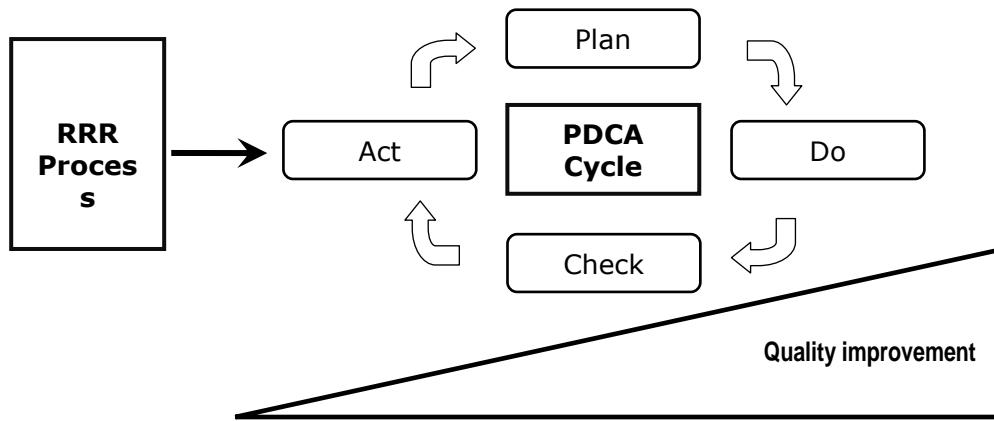 Plan
RRR
Proces
s
Act
PDCA
Cycle
Do
Check
Quality improvement